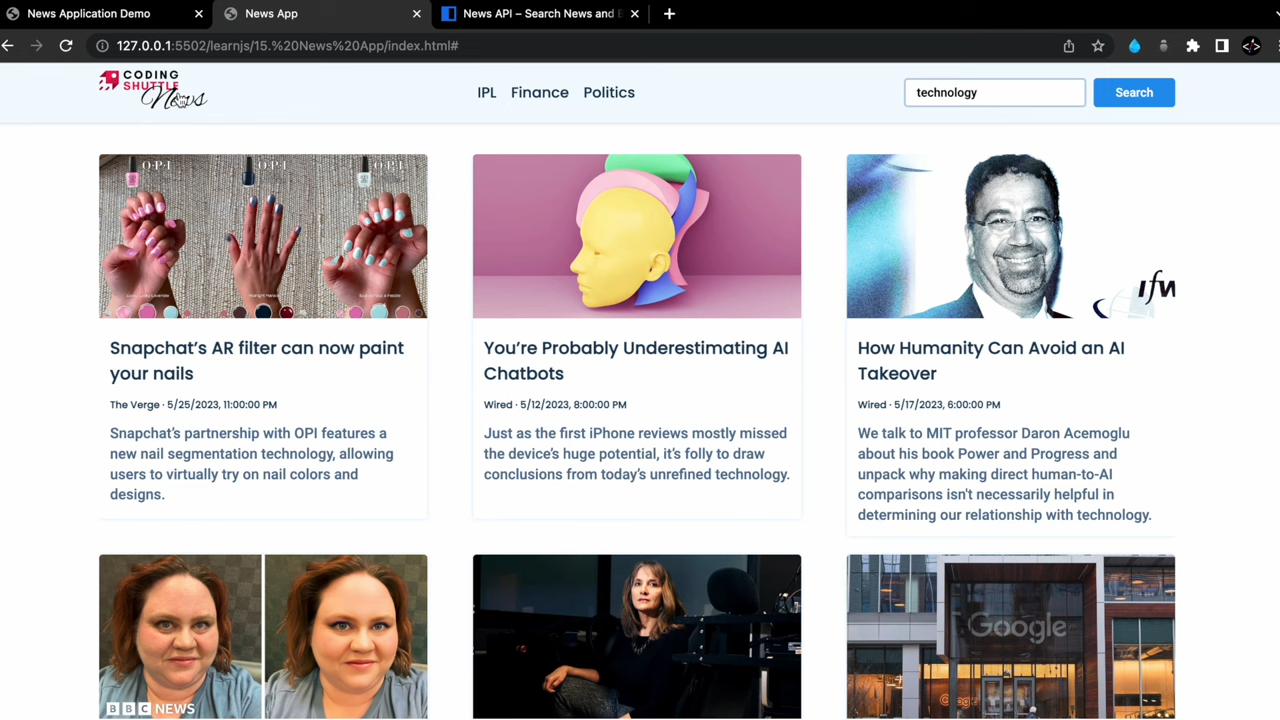 News Application Demo
News App
News API – Search News and
127.0.0.1:5502/learnjs/15.%20News%20App/index.html#
CODING
SHUTTLE
News
IPL Finance Politics
technology
Search
O·P·I O·P·I O·P·I
ifw
Snapchat’s AR filter can now paint
your nails
The Verge · 5/25/2023, 11:00:00 PM
Snapchat’s partnership with OPI features a
new nail segmentation technology, allowing
users to virtually try on nail colors and
designs.
You’re Probably Underestimating AI
Chatbots
Wired · 5/12/2023, 8:00:00 PM
Just as the first iPhone reviews mostly missed
the device’s huge potential, it’s folly to draw
conclusions from today’s unrefined technology.
How Humanity Can Avoid an AI
Takeover
Wired · 5/17/2023, 6:00:00 PM
We talk to MIT professor Daron Acemoglu
about his book Power and Progress and
unpack why making direct human-to-AI
comparisons isn't necessarily helpful in
determining our relationship with technology.
BBC NEWS
Google
Google